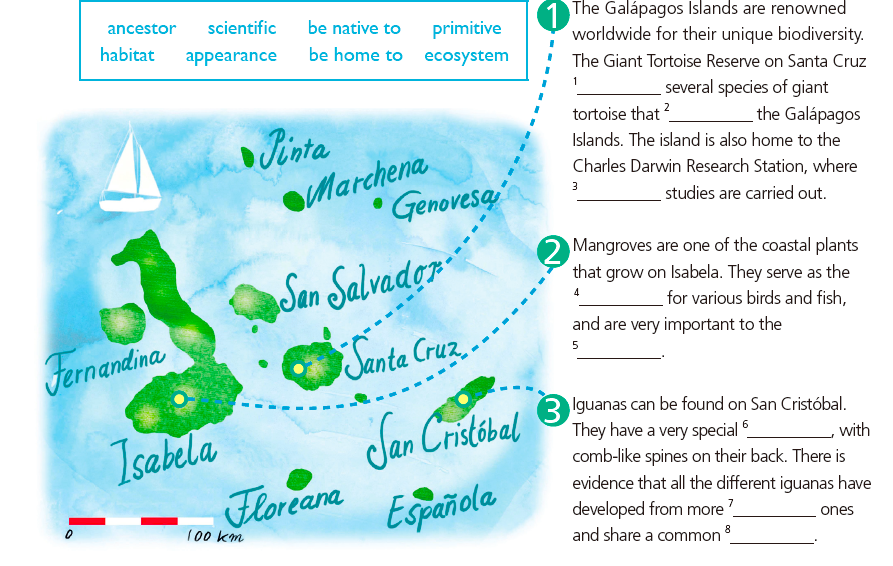 ancestor scientific be native to primitive
habitat appearance be home to ecosystem
1
The Galápagos Islands are renowned
worldwide for their unique biodiversity.
The Giant Tortoise Reserve on Santa Cruz
1__________ several species of giant
tortoise that 2__________ the Galápagos
Islands. The island is also home to the
Charles Darwin Research Station, where
3__________ studies are carried out.
2
Mangroves are one of the coastal plants
that grow on Isabela. They serve as the
4__________ for various birds and fish,
and are very important to the
5__________.
3
Iguanas can be found on San Cristóbal.
They have a very special 6__________, with
comb-like spines on their back. There is
evidence that all the different iguanas have
developed from more 7__________ ones
and share a common 8__________.
Pinta
Marchena
Genovesa
San Salvador
Fernandina
Santa Cruz
Isabela
San Cristóbal
Floreana
Española
0 100 km